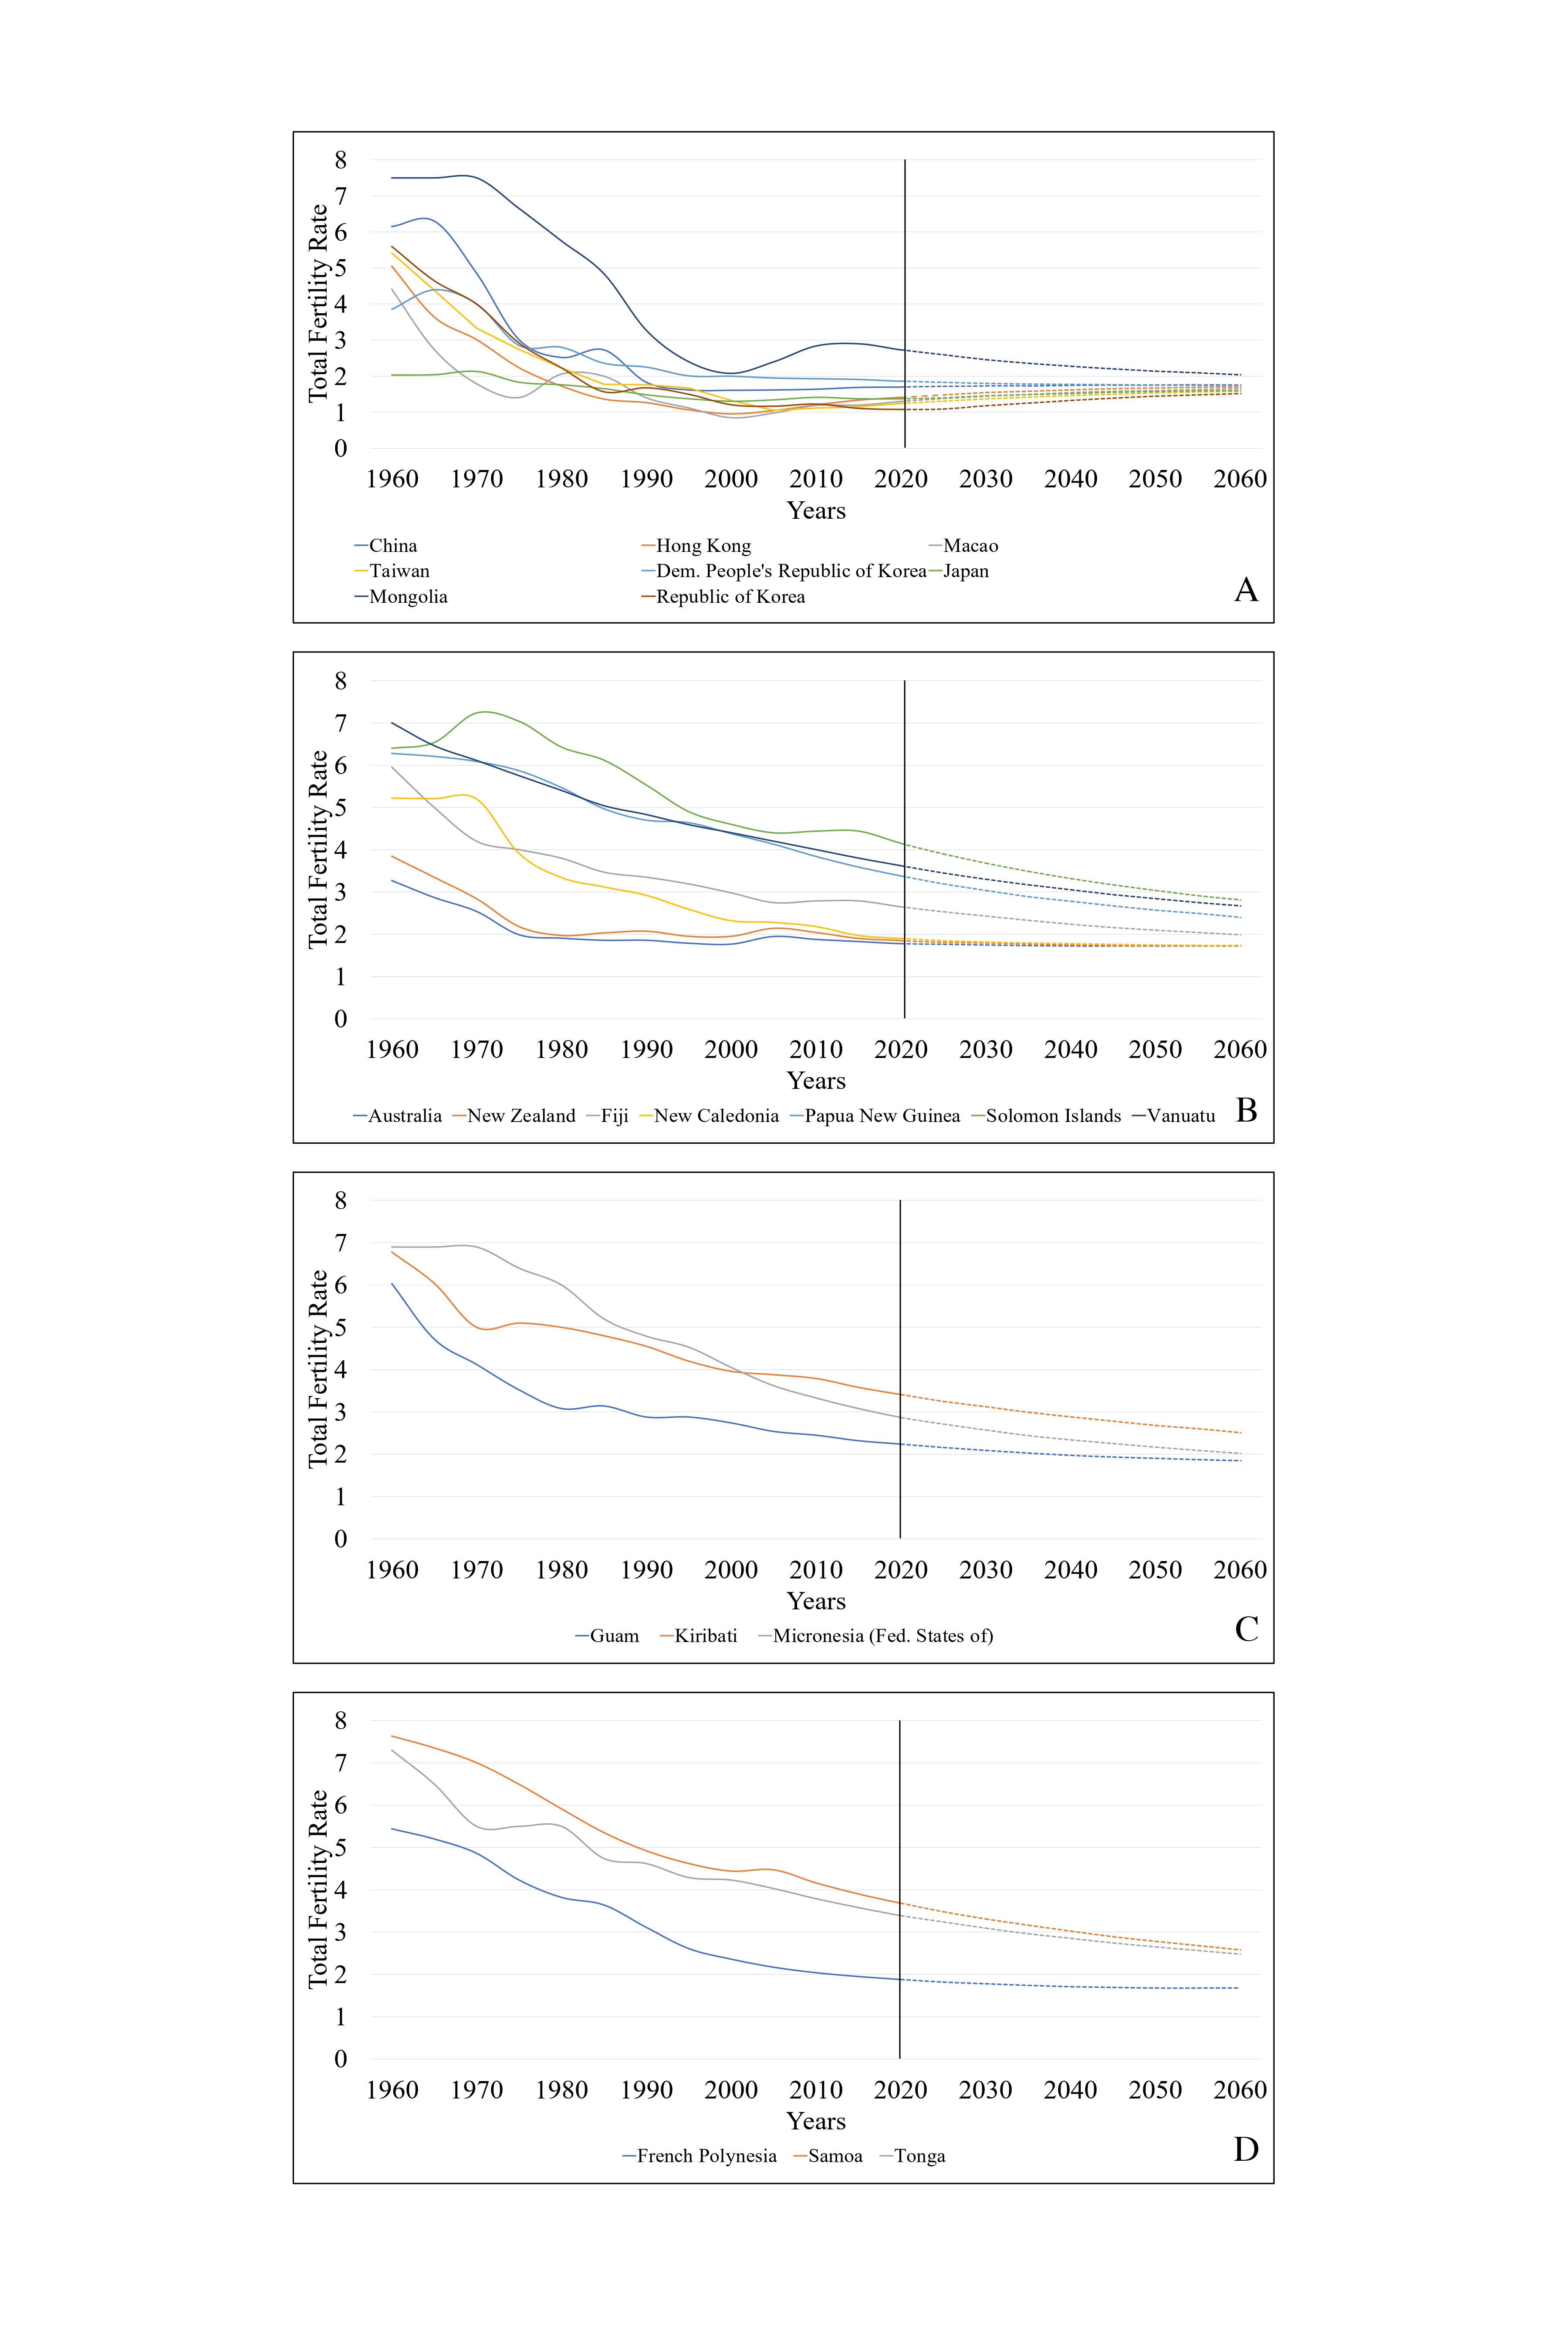 8
7
6
5
4
3
2
1
0
Total Fertility Rate
1960 1970 1980 1990 2000 2010 2020 2030 2040 2050 2060
Years
China Hong Kong Macao
Taiwan Dem. People's Republic of Korea Japan
Mongolia Republic of Korea
A
8
7
6
5
4
3
2
1
0
Total Fertility Rate
1960 1970 1980 1990 2000 2010 2020 2030 2040 2050 2060
Years
Australia New Zealand Fiji New Caledonia Papua New Guinea Solomon Islands Vanuatu
B
8
7
6
5
4
3
2
1
0
Total Fertility Rate
1960 1970 1980 1990 2000 2010 2020 2030 2040 2050 2060
Years
Guam Kiribati Micronesia (Fed. States of)
C
8
7
6
5
4
3
2
1
0
Total Fertility Rate
1960 1970 1980 1990 2000 2010 2020 2030 2040 2050 2060
Years
French Polynesia Samoa Tonga
D